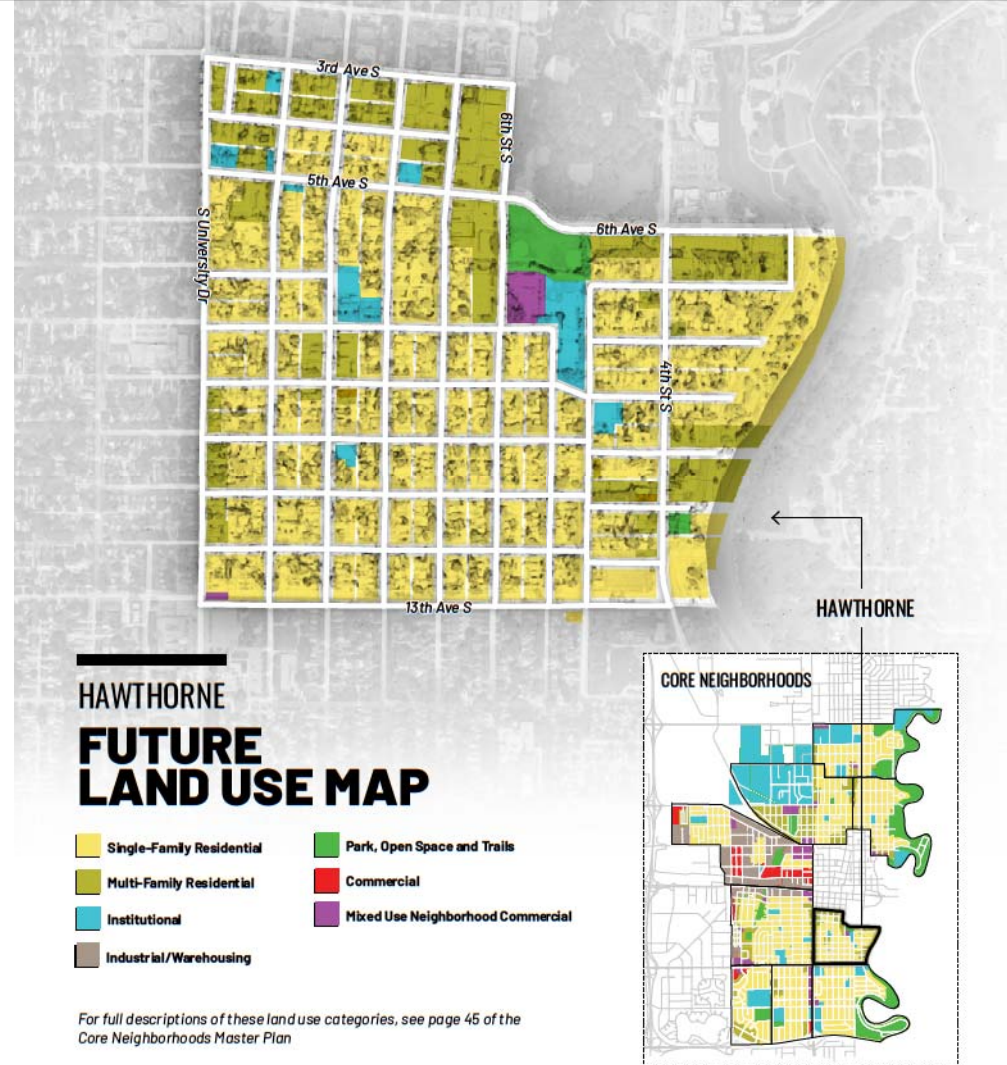 3rd Ave S
6th St S
5th Ave S
S University Dr
6th Ave S
4th St S
13th Ave S
HAWTHORNE
HAWTHORNE
FUTURE
LAND USE MAP
Single-Family Residential
Multi-Family Residential
Institutional
Industrial/Warehousing
Park, Open Space and Trails
Commercial
Mixed Use Neighborhood Commercial
For full descriptions of these land use categories, see page 45 of the
Core Neighborhoods Master Plan
CORE NEIGHBORHOODS